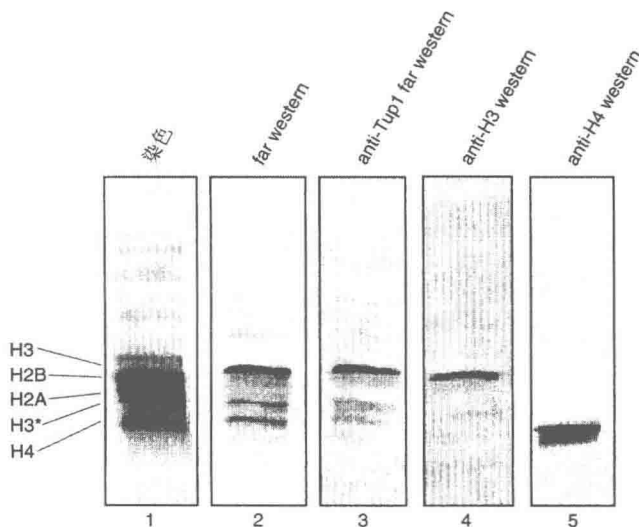 染色
far western
anti-Tup1 far western
anti-H3 western
anti-H4 western
H3
H2B
H2A
H3*
H4
1
2
3
4
5